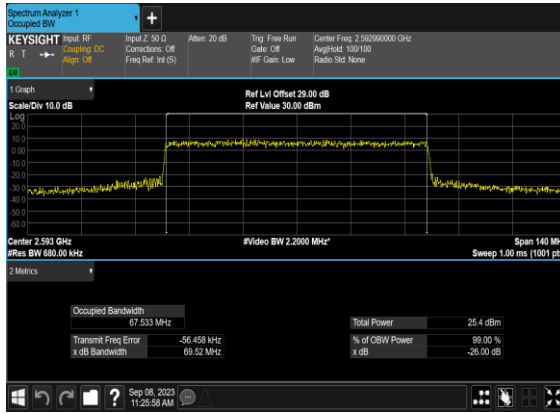 Spectrum Analyzer 1
Occupied BW
KEYSIGHT
R T
LW
Input: RF
Coupling: DC
Align: Off
Input Z: 50 Ω
Corrections: Off
Freq Ref: Int (S)
Atten: 20 dB
Trig: Free Run
Gate: Off
#IF Gain: Low
Center Freq: 2.592990000 GHz
Avg|Hold: 100/100
Radio Std: None
1 Graph
Scale/Div 10.0 dB
Ref Lvl Offset 29.00 dB
Ref Value 30.00 dBm
Log
20.0
10.0
0.00
-10.0
-20.0
-30.0
-40.0
-50.0
-60.0
Center 2.593 GHz
#Res BW 680.00 kHz
#Video BW 2.2000 MHz*
Span 140 MH
Sweep 1.00 ms (1001 pt
2 Metrics
Occupied Bandwidth
67.533 MHz
Transmit Freq Error -56.458 kHz
x dB Bandwidth 69.52 MHz
Total Power 25.4 dBm
% of OBW Power 99.00 %
x dB -26.00 dB
?
Sep 08, 2023
11:25:58 AM